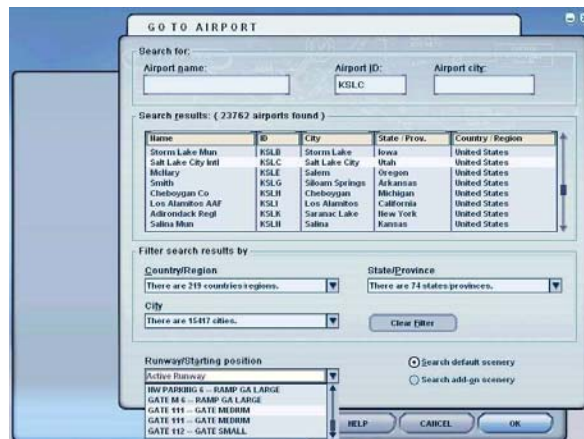 GO TO AIRPORT
Search for:
Airport name:
Airport ID:
Airport city:
KSLC
Search results: ( 23762 airports found )
Name ID City State / Prov. Country / Region
Storm Lake Mun KSLB Storm Lake Iowa United States
Salt Lake City Intl KSLC Salt Lake City Utah United States
McNary KSLE Salem Oregon United States
Smith KSLG Siloam Springs Arkansas United States
Cheboygan Co KSLH Cheboygan Michigan United States
Los Alamitos AAF KSLI Los Alamitos California United States
Adirondack Regl KSLK Saranac Lake New York United States
Salina Mun KSLN Salina Kansas United States
Filter search results by
Country/Region
State/Province
There are 219 countries/regions.
There are 74 states/provinces.
City
There are 15417 cities.
Clear Filter
Runway/Starting position
Active Runway
NW PARKING 6 -- RAMP GA LARGE
GATE M 6 -- RAMP GA LARGE
GATE 111 -- GATE MEDIUM
GATE 111 -- GATE MEDIUM
GATE 112 -- GATE SMALL
Search default scenery
Search add-on scenery
HELP
CANCEL
OK